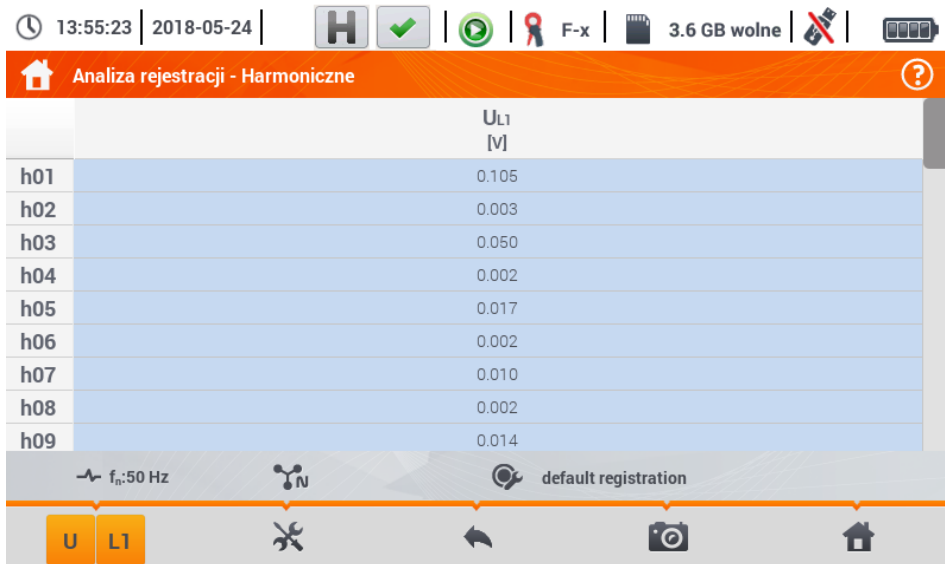 13:55:23 2018-05-24 H F-x 3.6 GB wolne
Analiza rejestracji - Harmoniczne ?
UL1
[V]
h01 0.105
h02 0.003
h03 0.050
h04 0.002
h05 0.017
h06 0.002
h07 0.010
h08 0.002
h09 0.014
fn:50 Hz N default registration
U L1